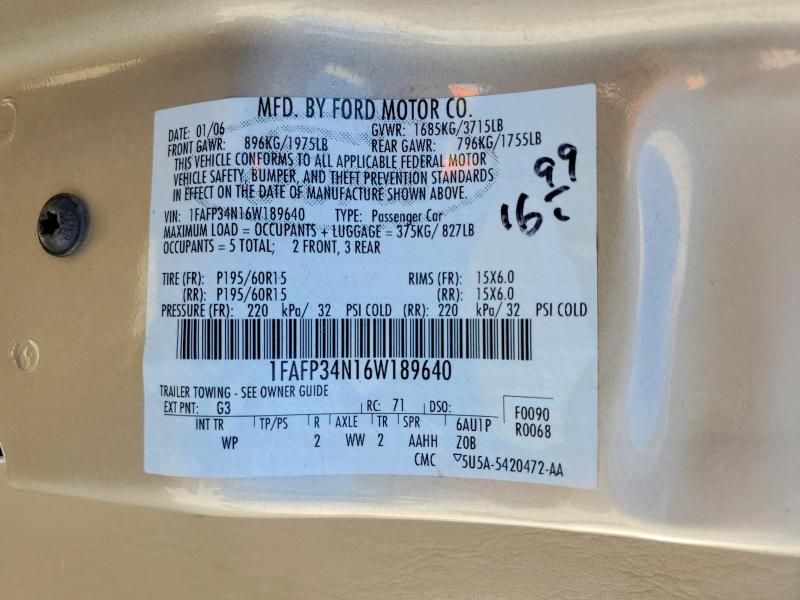 MFD. BY FORD MOTOR CO.
DATE: 01/06 GVWR: 1685KG/3715LB
FRONT GAWR: 896KG/1975LB REAR GAWR: 796KG/1755LB
THIS VEHICLE CONFORMS TO ALL APPLICABLE FEDERAL MOTOR
VEHICLE SAFETY, BUMPER, AND THEFT PREVENTION STANDARDS
IN EFFECT ON THE DATE OF MANUFACTURE SHOWN ABOVE.
99
16
VIN: 1FAFP34N16W189640 TYPE: Passenger Car
MAXIMUM LOAD = OCCUPANTS + LUGGAGE = 375KG/ 827LB
OCCUPANTS = 5 TOTAL; 2 FRONT, 3 REAR
TIRE (FR): P195/60R15 RIMS (FR): 15X6.0
(RR): P195/60R15 (RR): 15X6.0
PRESSURE (FR): 220 kPa/ 32 PSI COLD (RR): 220 kPa/ 32 PSI COLD
1FAFP34N16W189640
TRAILER TOWING - SEE OWNER GUIDE
EXT PNT: G3 RC: 71 DSO: F0090
INT TR TP/PS R AXLE TR SPR 6AU1P R0068
WP 2 WW 2 AAHH Z0B
CMC ▽5U5A-5420472-AA